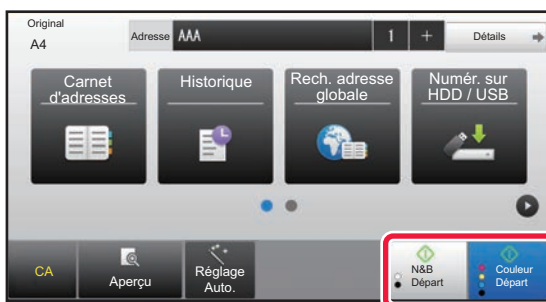 Original
A4
Adresse AAA 1 + Détails
Carnet
d'adresses
Historique
Rech. adresse
globale
Numér. sur
HDD / USB
CA
Aperçu
Réglage
Auto.
N&B
Départ
Couleur
Départ